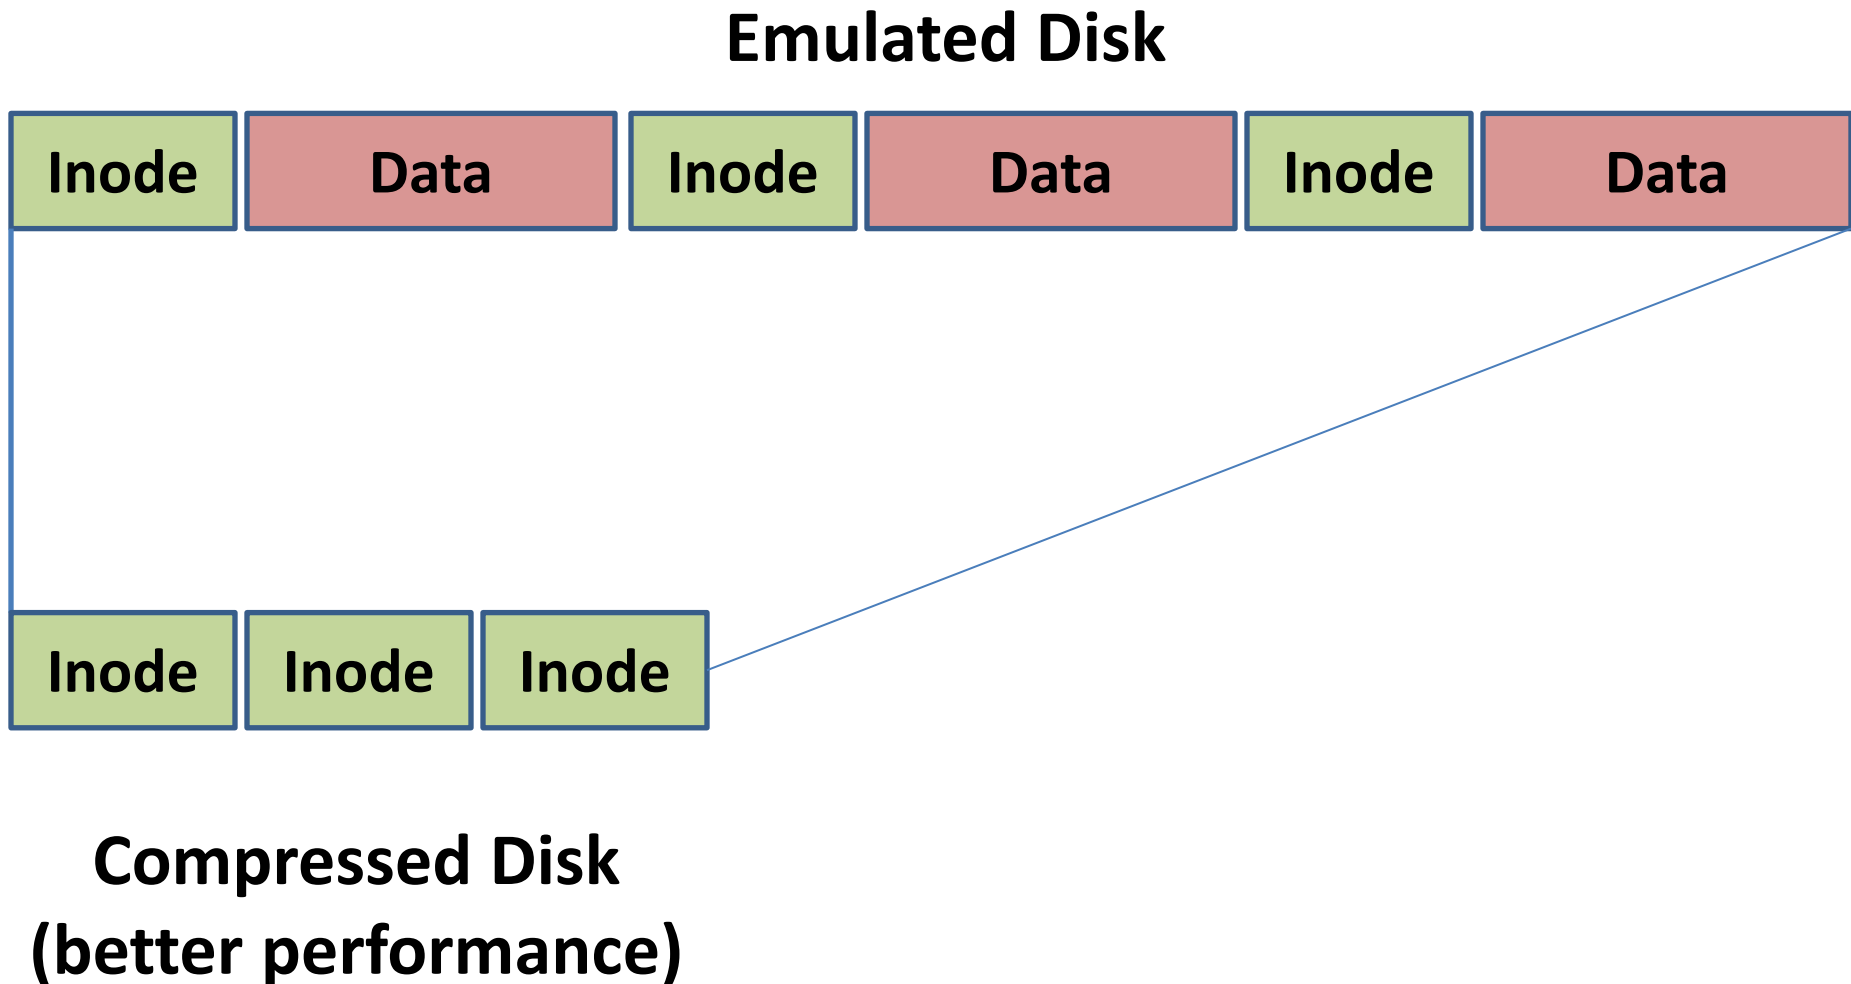 Emulated Disk
Inode Data Inode Data Inode Data
Inode Inode Inode
Compressed Disk
(better performance)